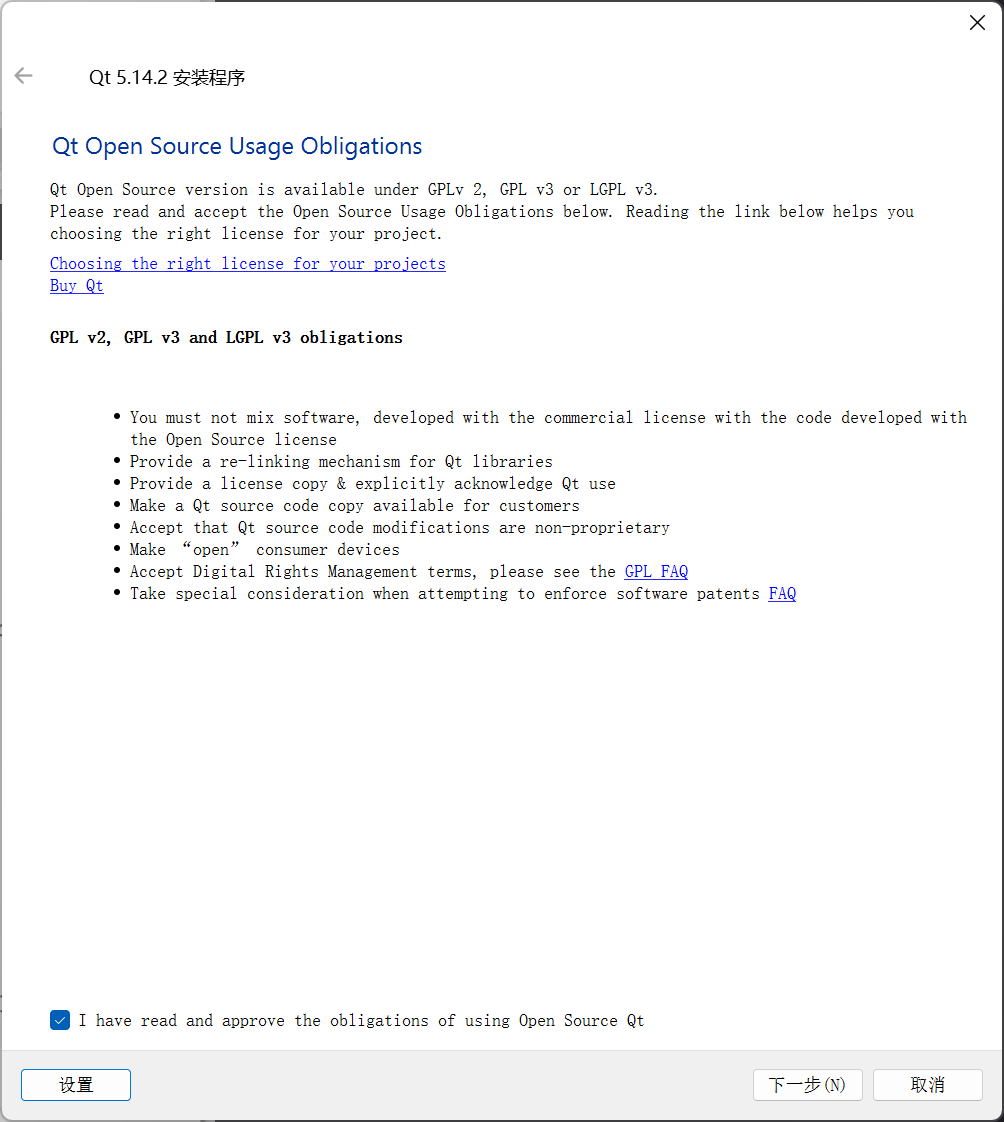 Qt 5.14.2 安装程序
Qt Open Source Usage Obligations
Qt Open Source version is available under GPLv 2, GPL v3 or LGPL v3.
Please read and accept the Open Source Usage Obligations below. Reading the link below helps you
choosing the right license for your project.
Choosing the right license for your projects
Buy Qt
GPL v2, GPL v3 and LGPL v3 obligations
• You must not mix software, developed with the commercial license with the code developed with
the Open Source license
• Provide a re-linking mechanism for Qt libraries
• Provide a license copy & explicitly acknowledge Qt use
• Make a Qt source code copy available for customers
• Accept that Qt source code modifications are non-proprietary
• Make “open” consumer devices
• Accept Digital Rights Management terms, please see the GPL FAQ
• Take special consideration when attempting to enforce software patents FAQ
I have read and approve the obligations of using Open Source Qt
设置
下一步(N)
取消